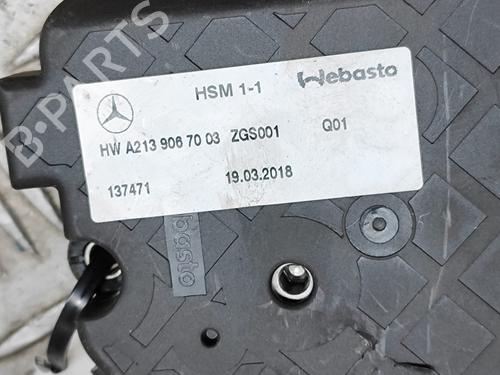 HSM 1-1 Webasto
HW A213 906 70 03 ZGS001 Q01
137471 19.03.2018
B-PARTS